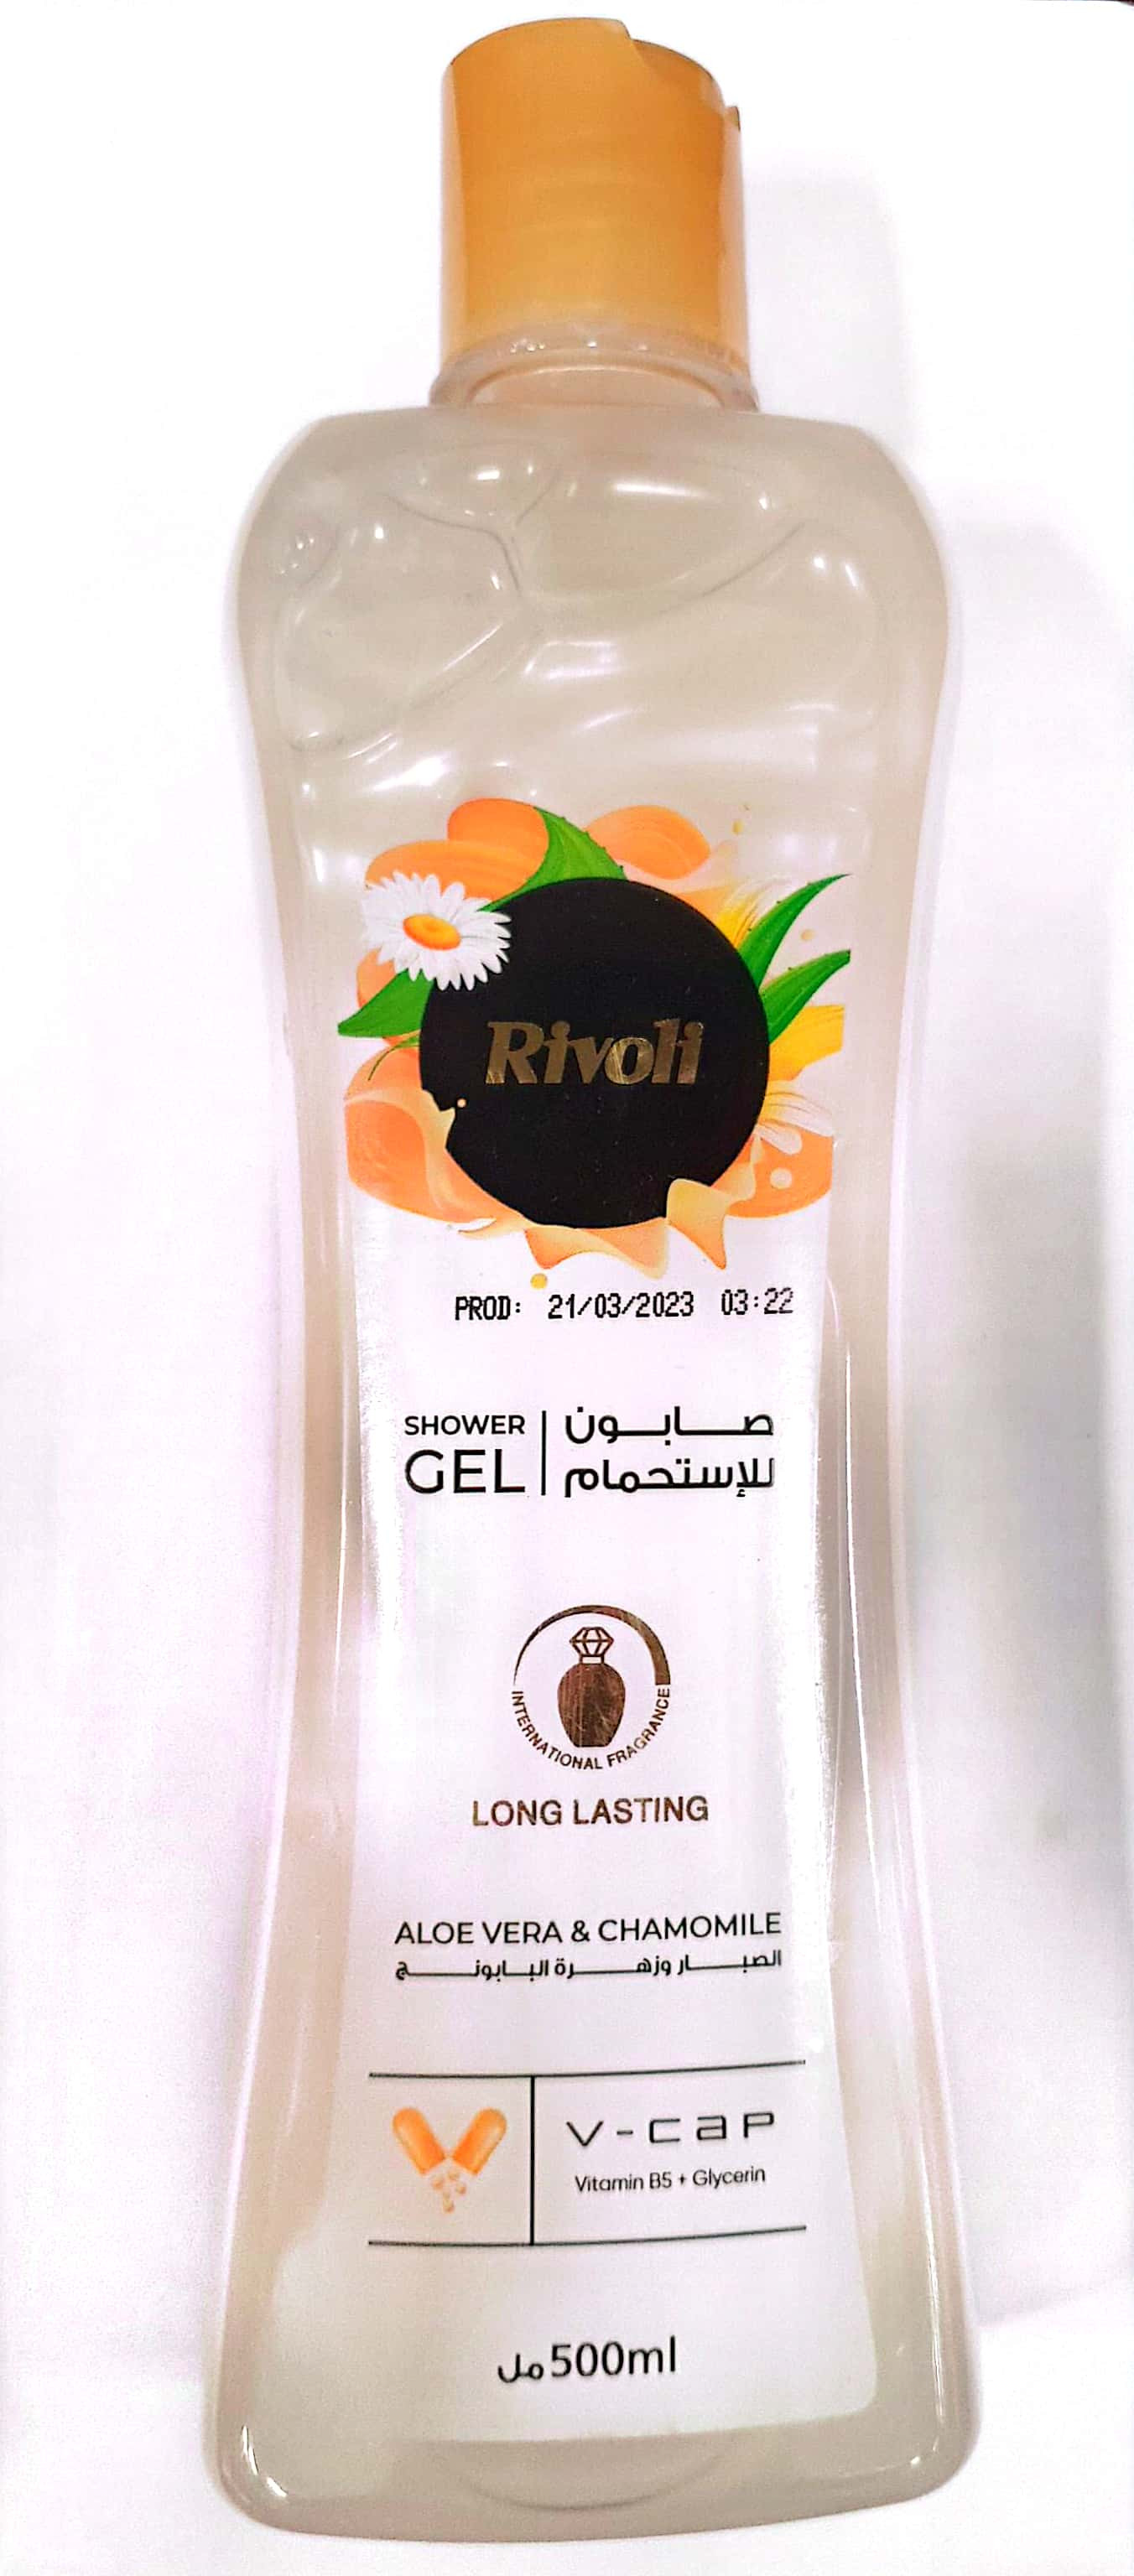 Rivoli
PROD: 21/03/2023 03:22
SHOWER
GEL
صابون
للإستحمام
INTERNATIONAL FRAGRANCE
LONG LASTING
ALOE VERA & CHAMOMILE
الصبار وزهرة البابونج
V-CAP
Vitamin B5 + Glycerin
500ml مل